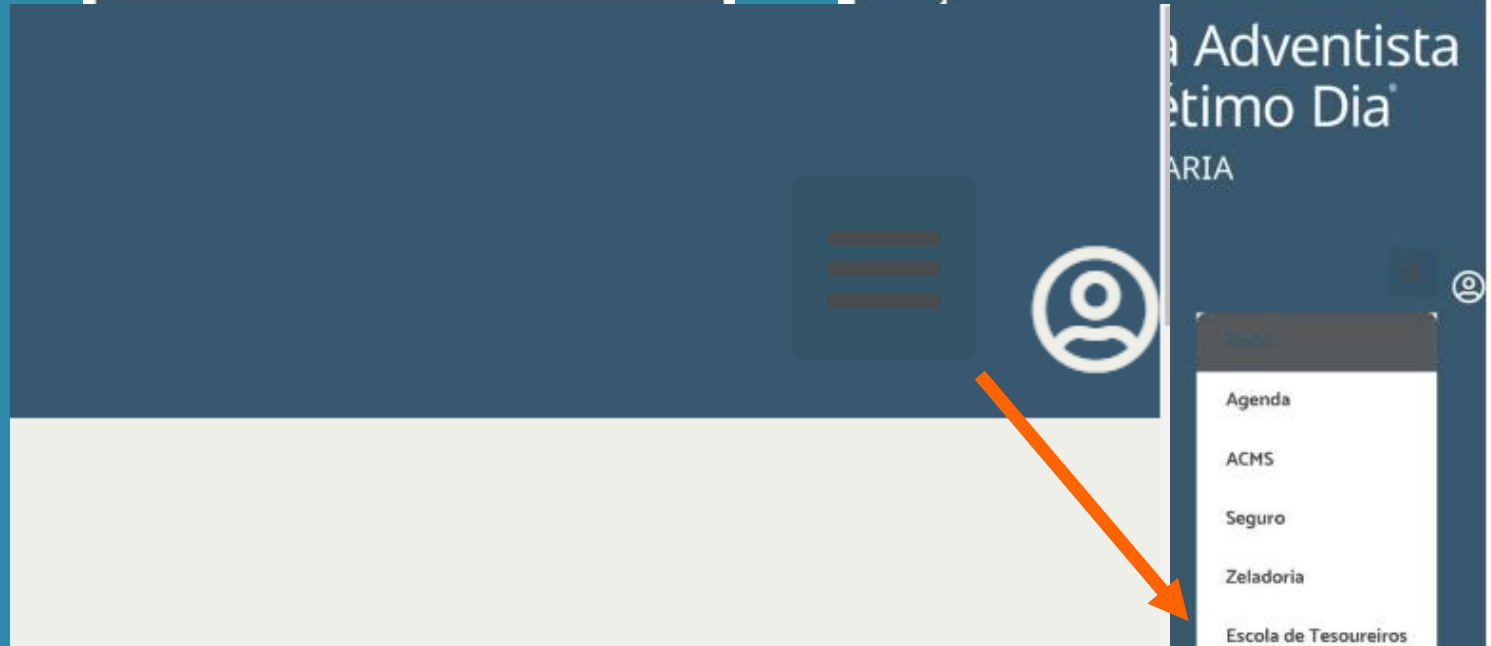 Adventista
étimo Dia®
ARIA
Agenda
ACMS
Seguro
Zeladoria
Escola de Tesoureiros